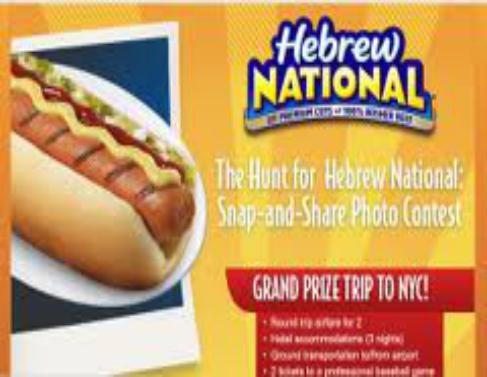 Hebrew
NATIONAL
PREMIUM CUTS OF 100% KOSHER BEEF
The Hunt for Hebrew National:
Snap-and-Share Photo Contest
GRAND PRIZE TRIP TO NYC!
• Round trip airfare for 2
• Hotel accommodations (3 nights)
• Ground transportation to/from airport
• 2 tickets to a professional baseball game